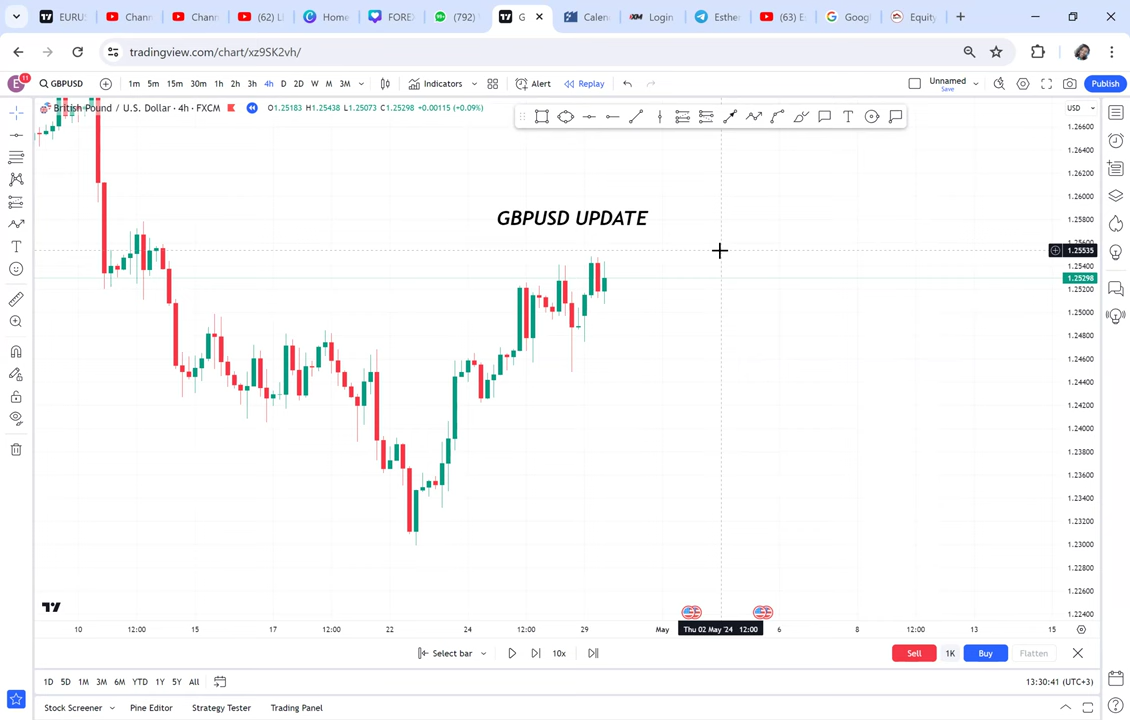 EURUS
Chann
Chann
(62) L
Home
FOREX
(792)
G
Calen
Login
Esther
(63) E
Goog
Equity
tradingview.com/chart/xz9SK2vh/
E 11 GBPUSD 1m 5m 15m 30m 1h 2h 3h 4h D 2D W M 3M Indicators Alert Replay Unnamed Save Publish
British Pound / U.S. Dollar · 4h · FXCM O1.25183 H1.25438 L1.25073 C1.25298 +0.00115 (+0.09%) USD
1.26600
1.26400
1.26200
1.26000
1.25800
GBPUSD UPDATE
1.25535
1.25400
1.25298
1.25200
1.25000
1.24800
1.24600
1.24400
1.24200
1.24000
1.23800
1.23600
1.23400
1.23200
1.23000
1.22800
1.22600
1.22400
10 12:00 15 17 12:00 22 24 12:00 29 May Thu 02 May '24 12:00 6 8 12:00 13 15
Select bar 10x Sell 1K Buy Flatten
1D 5D 1M 3M 6M YTD 1Y 5Y All 13:30:41 (UTC+3)
Stock Screener Pine Editor Strategy Tester Trading Panel